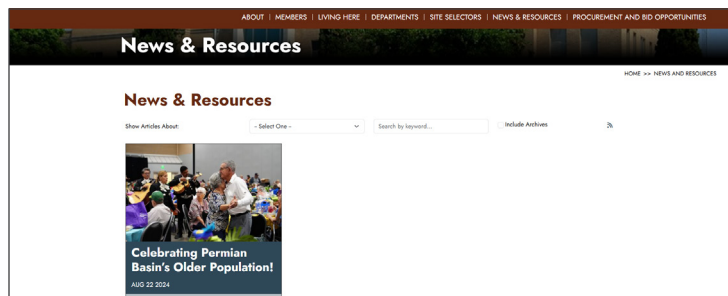 ABOUT | MEMBERS | LIVING HERE | DEPARTMENTS | SITE SELECTORS | NEWS & RESOURCES | PROCUREMENT AND BID OPPORTUNITIES
News & Resources
HOME >> NEWS AND RESOURCES
News & Resources
Show Articles About:
-- Select One --
Search by keyword...
Include Archives
Celebrating Permian
Basin's Older Population!
AUG 22 2024